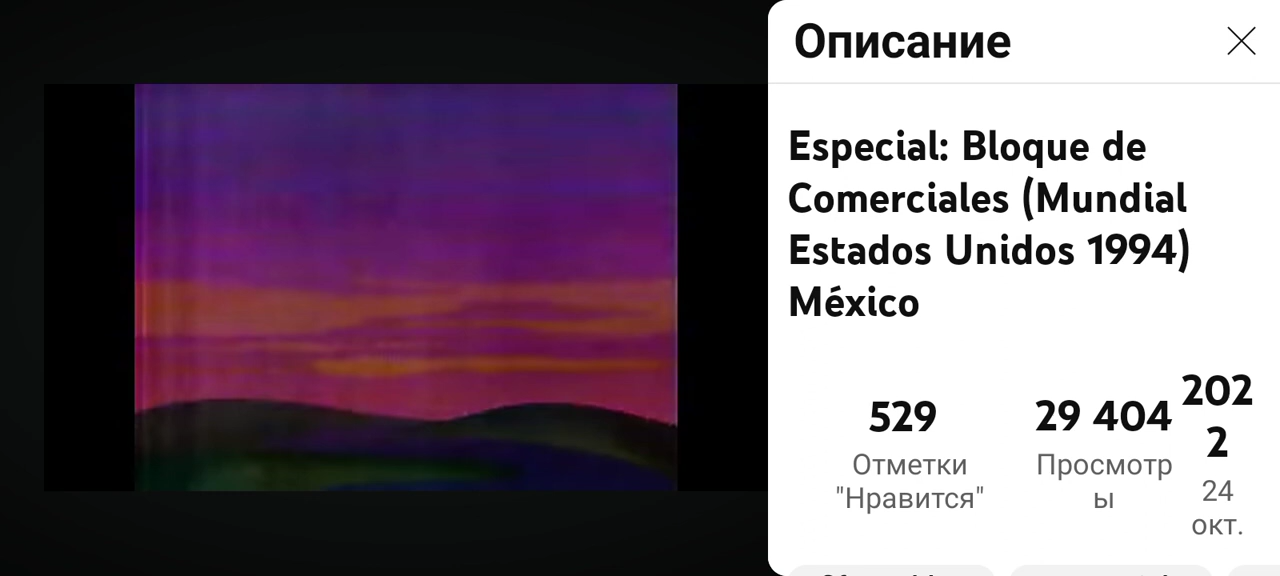 Описание
Especial: Bloque de
Comerciales (Mundial
Estados Unidos 1994)
México
529
Отметки
"Нравится"
29 404
Просмотр
ы
202
2
24
окт.